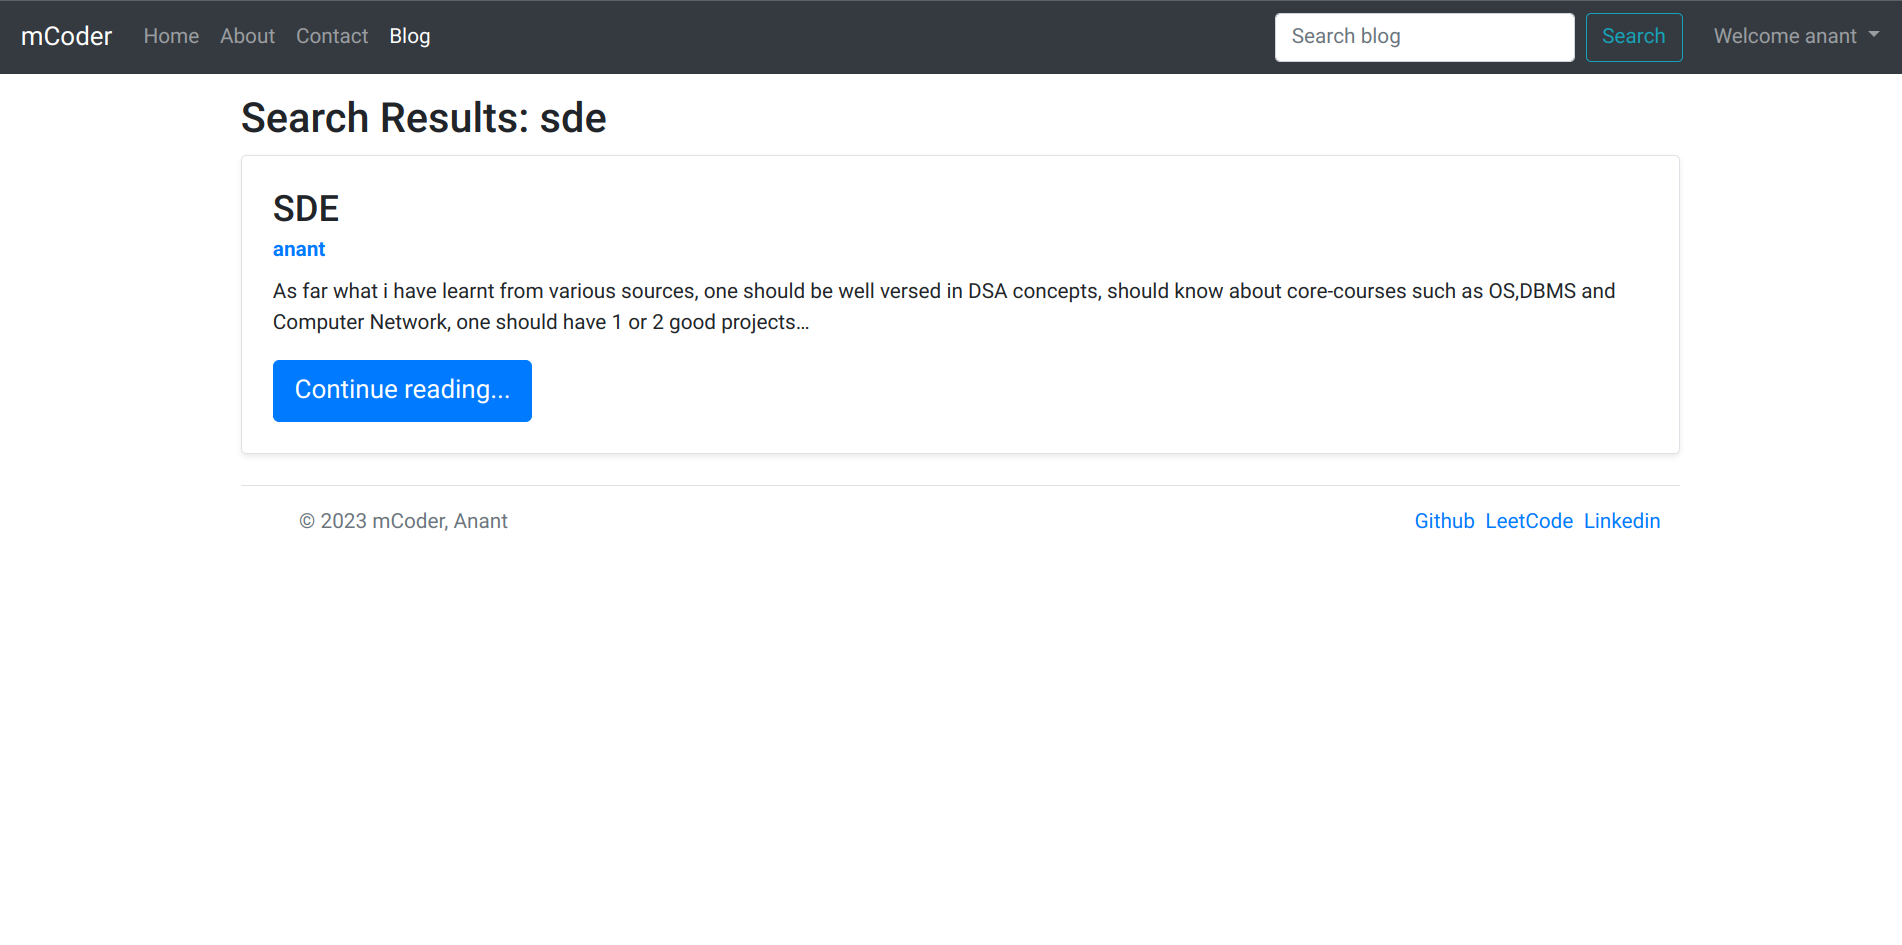 mCoder Home About Contact Blog Search blog Search Welcome anant
Search Results: sde
SDE
anant
As far what i have learnt from various sources, one should be well versed in DSA concepts, should know about core-courses such as OS,DBMS and
Computer Network, one should have 1 or 2 good projects…
Continue reading...
© 2023 mCoder, Anant Github LeetCode Linkedin